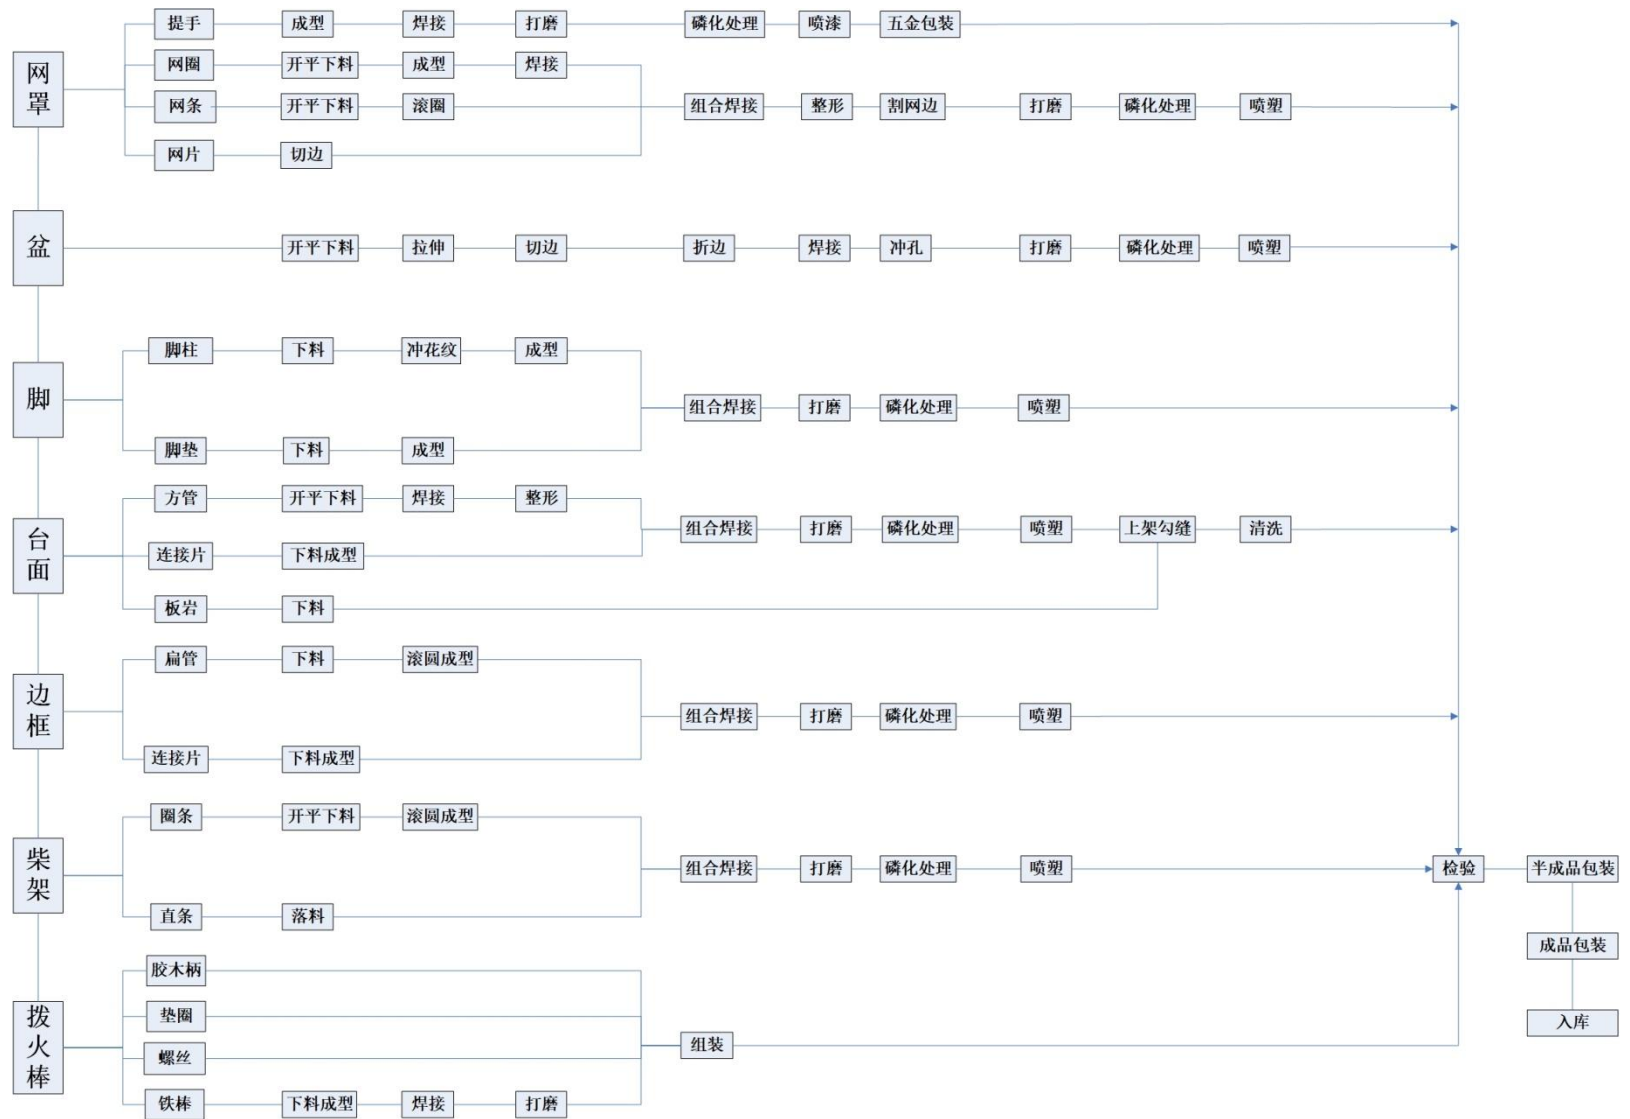 提手 成型 焊接 打磨 磷化处理 喷漆 五金包装
网罩
网圈 开平下料 成型 焊接
网条 开平下料 滚圈 组合焊接 整形 割网边 打磨 磷化处理 喷塑
网片 切边
盆 开平下料 拉伸 切边 折边 焊接 冲孔 打磨 磷化处理 喷塑
脚柱 下料 冲花纹 成型
脚 组合焊接 打磨 磷化处理 喷塑
脚垫 下料 成型
方管 开平下料 焊接 整形
组合焊接 打磨 磷化处理 喷塑 上架勾缝 清洗
台面
连接片 下料成型
板岩 下料
扁管 下料 滚圆成型
边框 组合焊接 打磨 磷化处理 喷塑
连接片 下料成型
圈条 开平下料 滚圆成型
柴架 组合焊接 打磨 磷化处理 喷塑 检验 半成品包装
直条 落料
成品包装
胶木柄
垫圈 入库
拨火棒 组装
螺丝
铁棒 下料成型 焊接 打磨